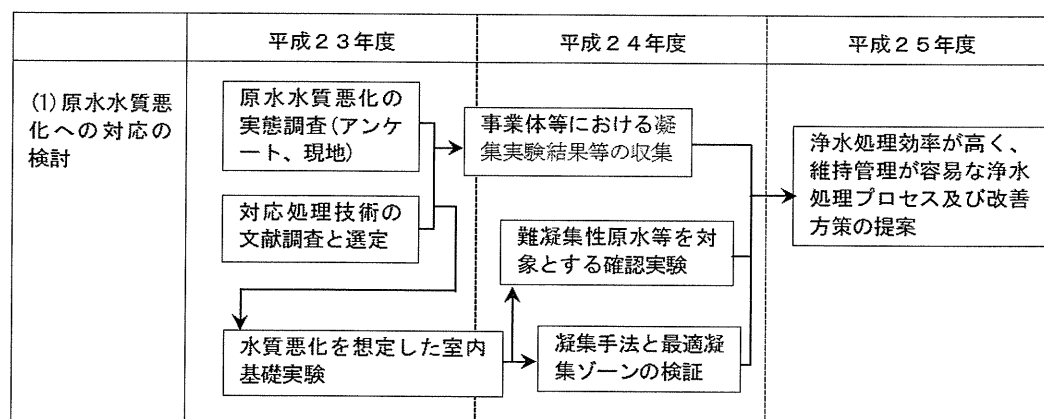 平成２３年度
平成２４年度
平成２５年度
(1)原水水質悪
化への対応の
検討
原水水質悪化の
実態調査(アンケ
ート、現地)
対応処理技術の
文献調査と選定
水質悪化を想定した室内
基礎実験
事業体等における凝
集実験結果等の収集
難凝集性原水等を対
象とする確認実験
凝集手法と最適凝
集ゾーンの検証
浄水処理効率が高く、
維持管理が容易な浄水
処理プロセス及び改善
方策の提案